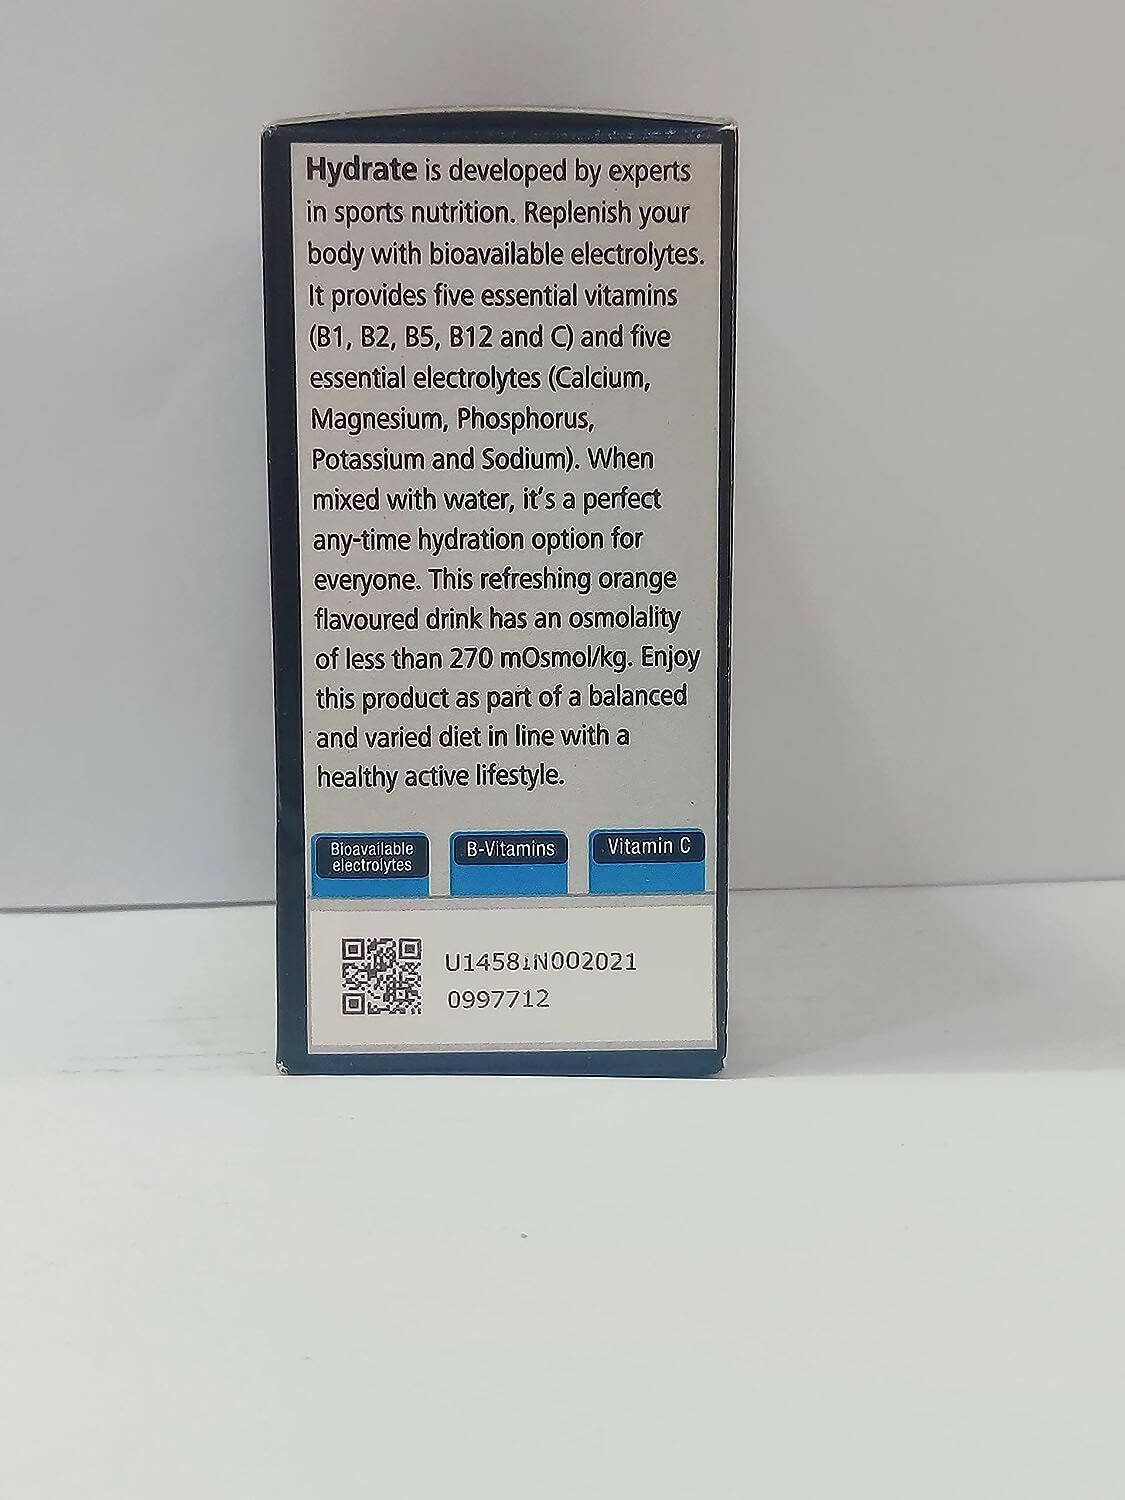 Hydrate is developed by experts
in sports nutrition. Replenish your
body with bioavailable electrolytes.
It provides five essential vitamins
(B1, B2, B5, B12 and C) and five
essential electrolytes (Calcium,
Magnesium, Phosphorus,
Potassium and Sodium). When
mixed with water, it's a perfect
any-time hydration option for
everyone. This refreshing orange
flavoured drink has an osmolality
of less than 270 mOsmol/kg. Enjoy
this product as part of a balanced
and varied diet in line with a
healthy active lifestyle.
Bioavailable
electrolytes
B-Vitamins
Vitamin C
U1458IN002021
0997712